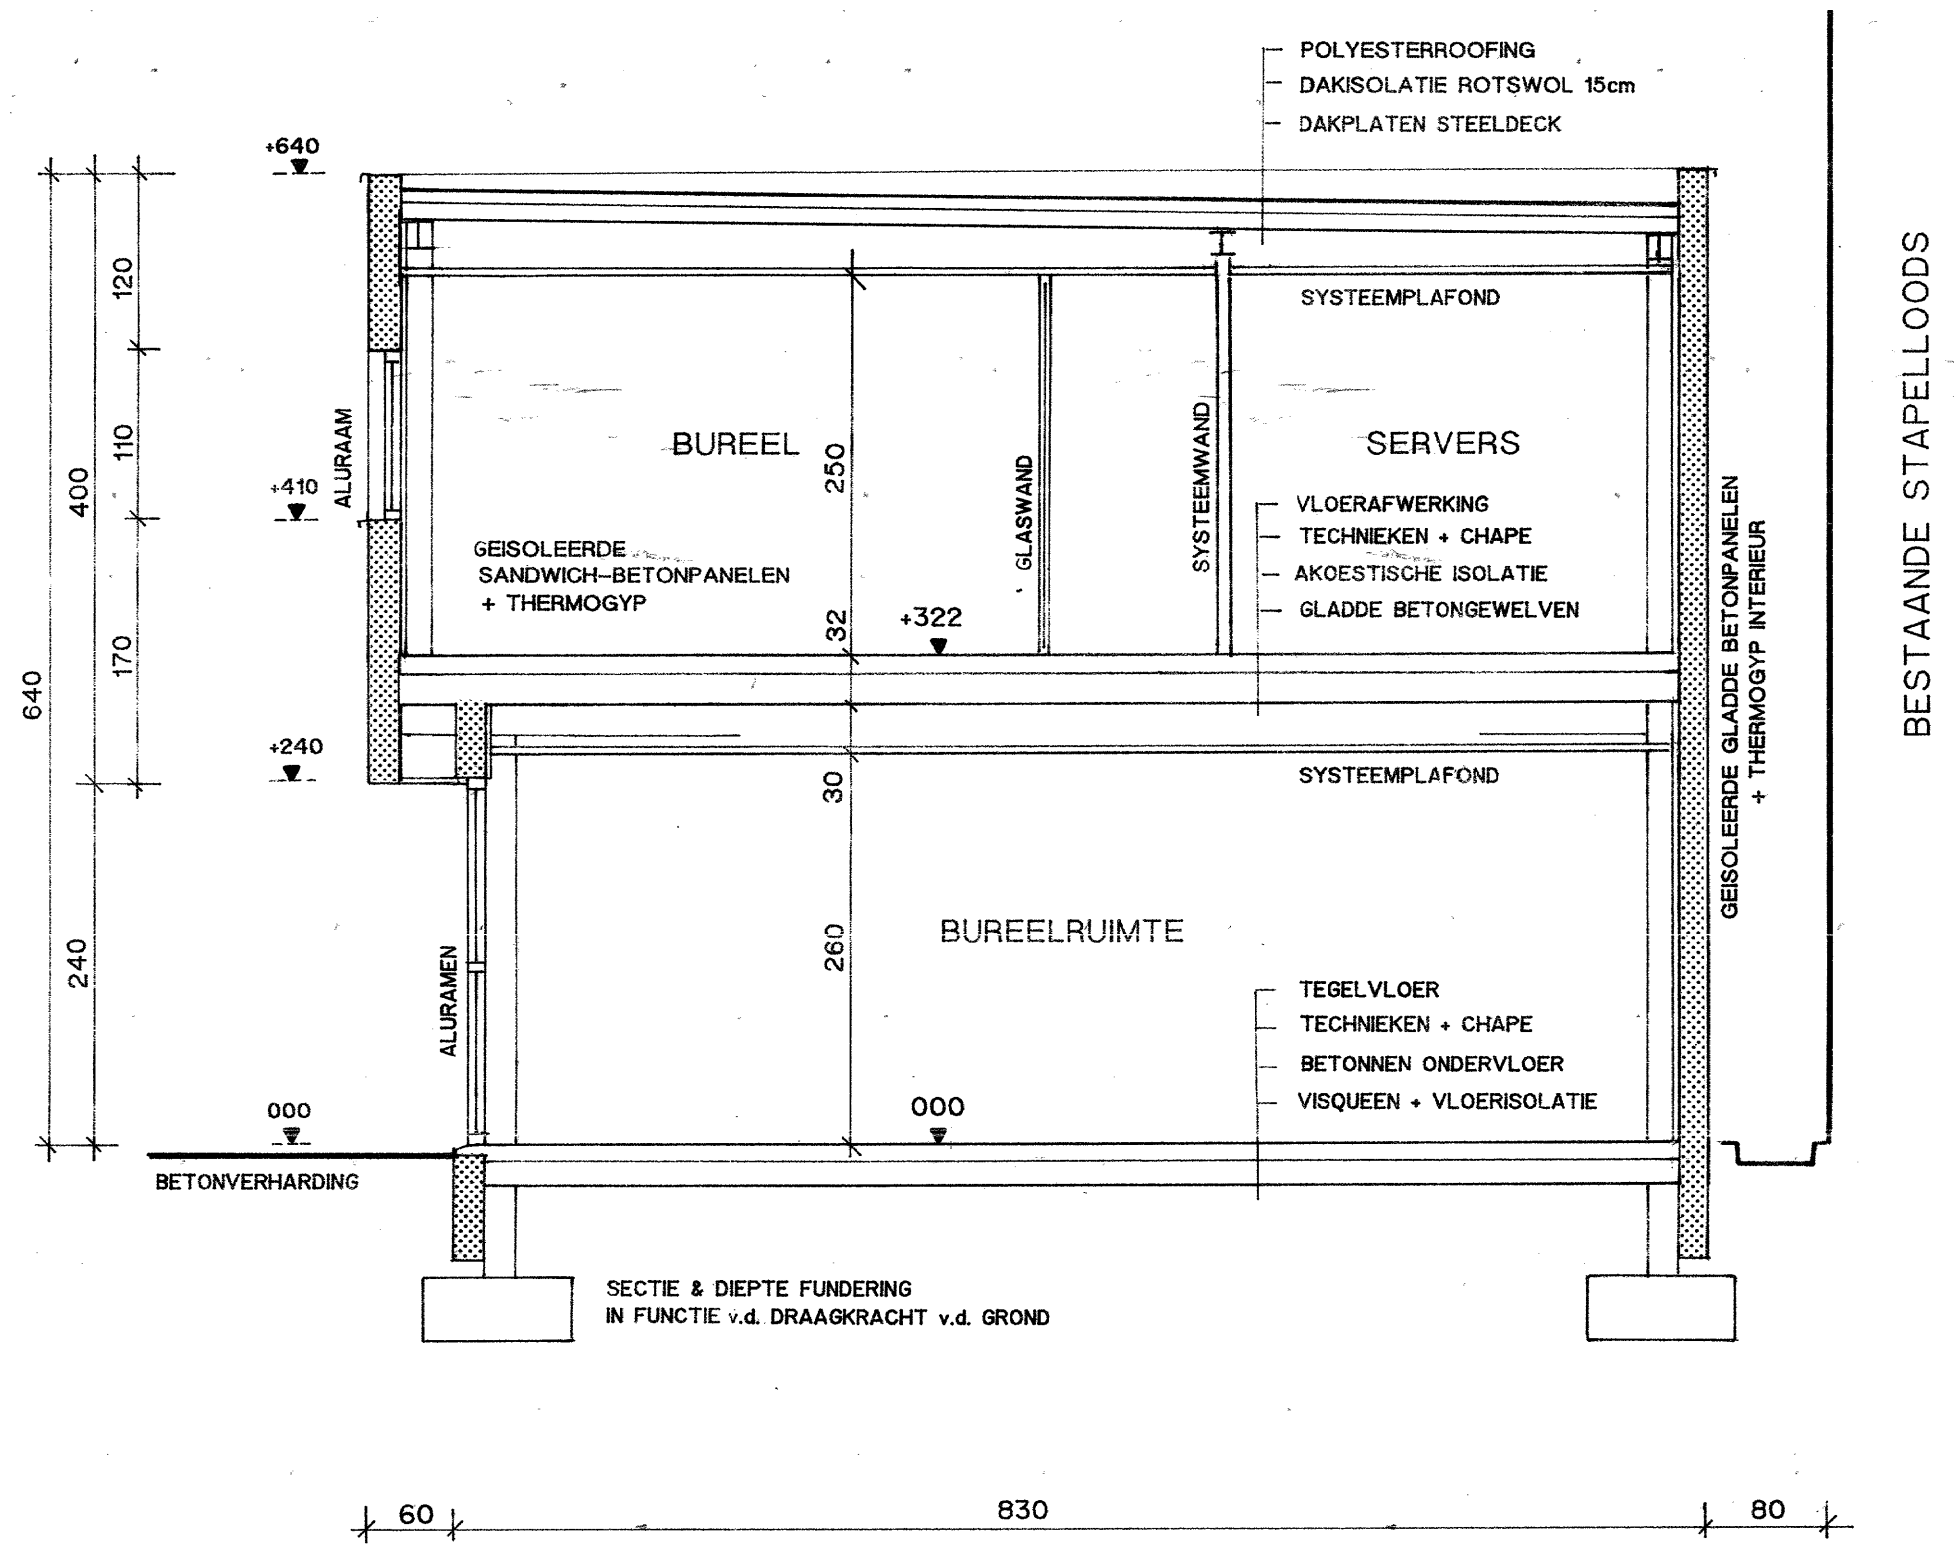 POLYESTERROOFING
DAKISOLATIE ROTSWOL 15cm
DAKPLATEN STEELDECK
+640
120
SYSTEEMPLAFOND
BESTAANDE STAPELLOODS
ALURAAM
110
400
+410
BUREEL
250
GLASWAND
SYSTEEMWAND
SERVERS
VLOERAFWERKING
TECHNIEKEN + CHAPE
AKOESTISCHE ISOLATIE
GLADDE BETONGEWELVEN
GEISOLEERDE
SANDWICH-BETONPANELEN
+ THERMOGYP
32
+322
170
640
GEISOLEERDE GLADDE BETONPANELEN
+ THERMOGYP INTERIEUR
+240
30
SYSTEEMPLAFOND
240
ALURAMEN
260
BUREELRUIMTE
TEGELVLOER
TECHNIEKEN + CHAPE
BETONNEN ONDERVLOER
VISQUEEN + VLOERISOLATIE
000
000
BETONVERHARDING
SECTIE & DIEPTE FUNDERING
IN FUNCTIE v.d. DRAAGKRACHT v.d. GROND
60
830
80